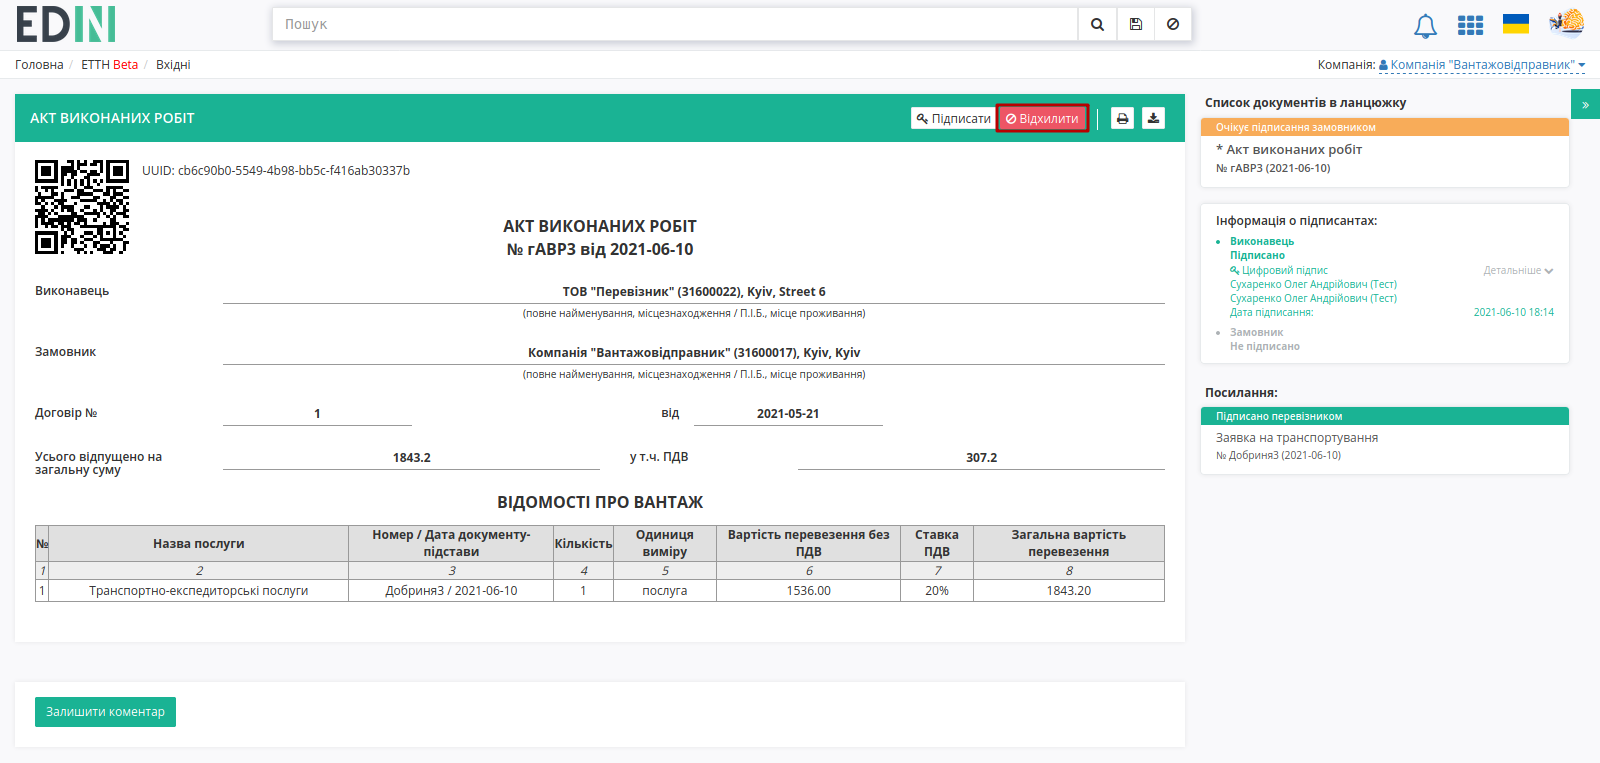 EDIN
Пошук
Головна / ЕТТН Beta / Вхідні
Компанія: Компанія "Вантажовідправник"
АКТ ВИКОНАНИХ РОБІТ
Підписати
Відхилити
UUID: cb6c90b0-5549-4b98-bb5c-f416ab30337b
АКТ ВИКОНАНИХ РОБІТ
№ гАВР3 від 2021-06-10
Виконавець
ТОВ "Перевізник" (31600022), Kyiv, Street 6
(повне найменування, місцезнаходження / П.І.Б., місце проживання)
Замовник
Компанія "Вантажовідправник" (31600017), Kyiv, Kyiv
(повне найменування, місцезнаходження / П.І.Б., місце проживання)
Договір № 1 від 2021-05-21
Усього відпущено на
загальну суму
1843.2
у т.ч. ПДВ
307.2
ВІДОМОСТІ ПРО ВАНТАЖ
№ | Назва послуги | Номер / Дата документу-підстави | Кількість | Одиниця виміру | Вартість перевезення без ПДВ | Ставка ПДВ | Загальна вартість перевезення
1 | 2 | 3 | 4 | 5 | 6 | 7 | 8
1 | Транспортно-експедиторські послуги | Добриня3 / 2021-06-10 | 1 | послуга | 1536.00 | 20% | 1843.20
Залишити коментар
Список документів в ланцюжку
»
Очікує підписання замовником
* Акт виконаних робіт
№ гАВР3 (2021-06-10)
Інформація о підписантах:
Виконавець
Підписано
Цифровий підпис
Детальніше
Сухаренко Олег Андрійович (Тест)
Сухаренко Олег Андрійович (Тест)
Дата підписання: 2021-06-10 18:14
Замовник
Не підписано
Посилання:
Підписано перевізником
Заявка на транспортування
№ Добриня3 (2021-06-10)